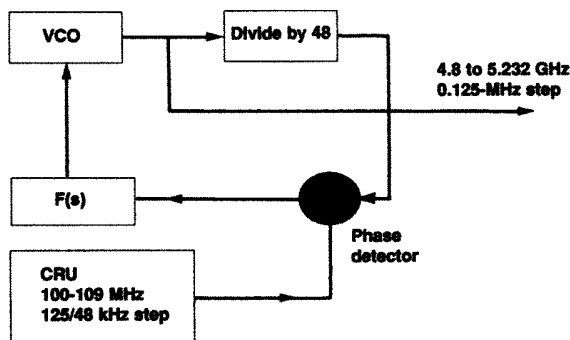 VCO
Divide by 48
4.8 to 5.232 GHz
0.125-MHz step
F(s)
Phase
detector
CRU
100-109 MHz
125/48 kHz step